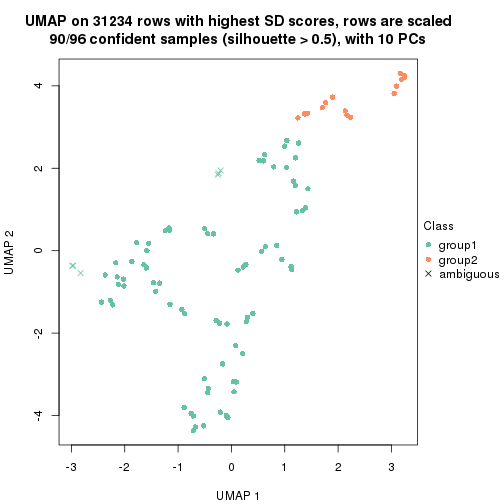 UMAP on 31234 rows with highest SD scores, rows are scaled
90/96 confident samples (silhouette > 0.5), with 10 PCs
4
2
0
-2
-4
UMAP 2
-3
-2
-1
0
1
2
3
UMAP 1
Class
group1
group2
ambiguous